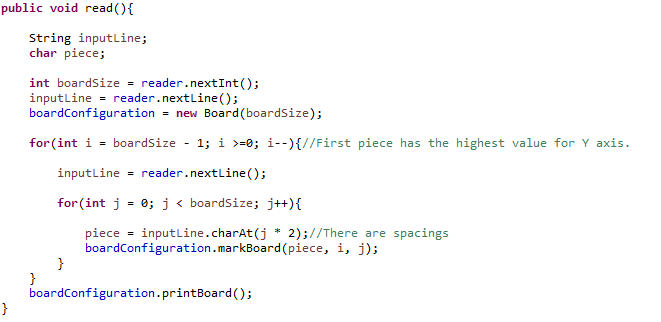 public void read(){
String inputLine;
char piece;
int boardSize = reader.nextInt();
inputLine = reader.nextLine();
boardConfiguration = new Board(boardSize);
for(int i = boardSize - 1; i >=0; i--){//First piece has the highest value for Y axis.
inputLine = reader.nextLine();
for(int j = 0; j < boardSize; j++){
piece = inputLine.charAt(j * 2);//There are spacings
boardConfiguration.markBoard(piece, i, j);
}
}
boardConfiguration.printBoard();
}